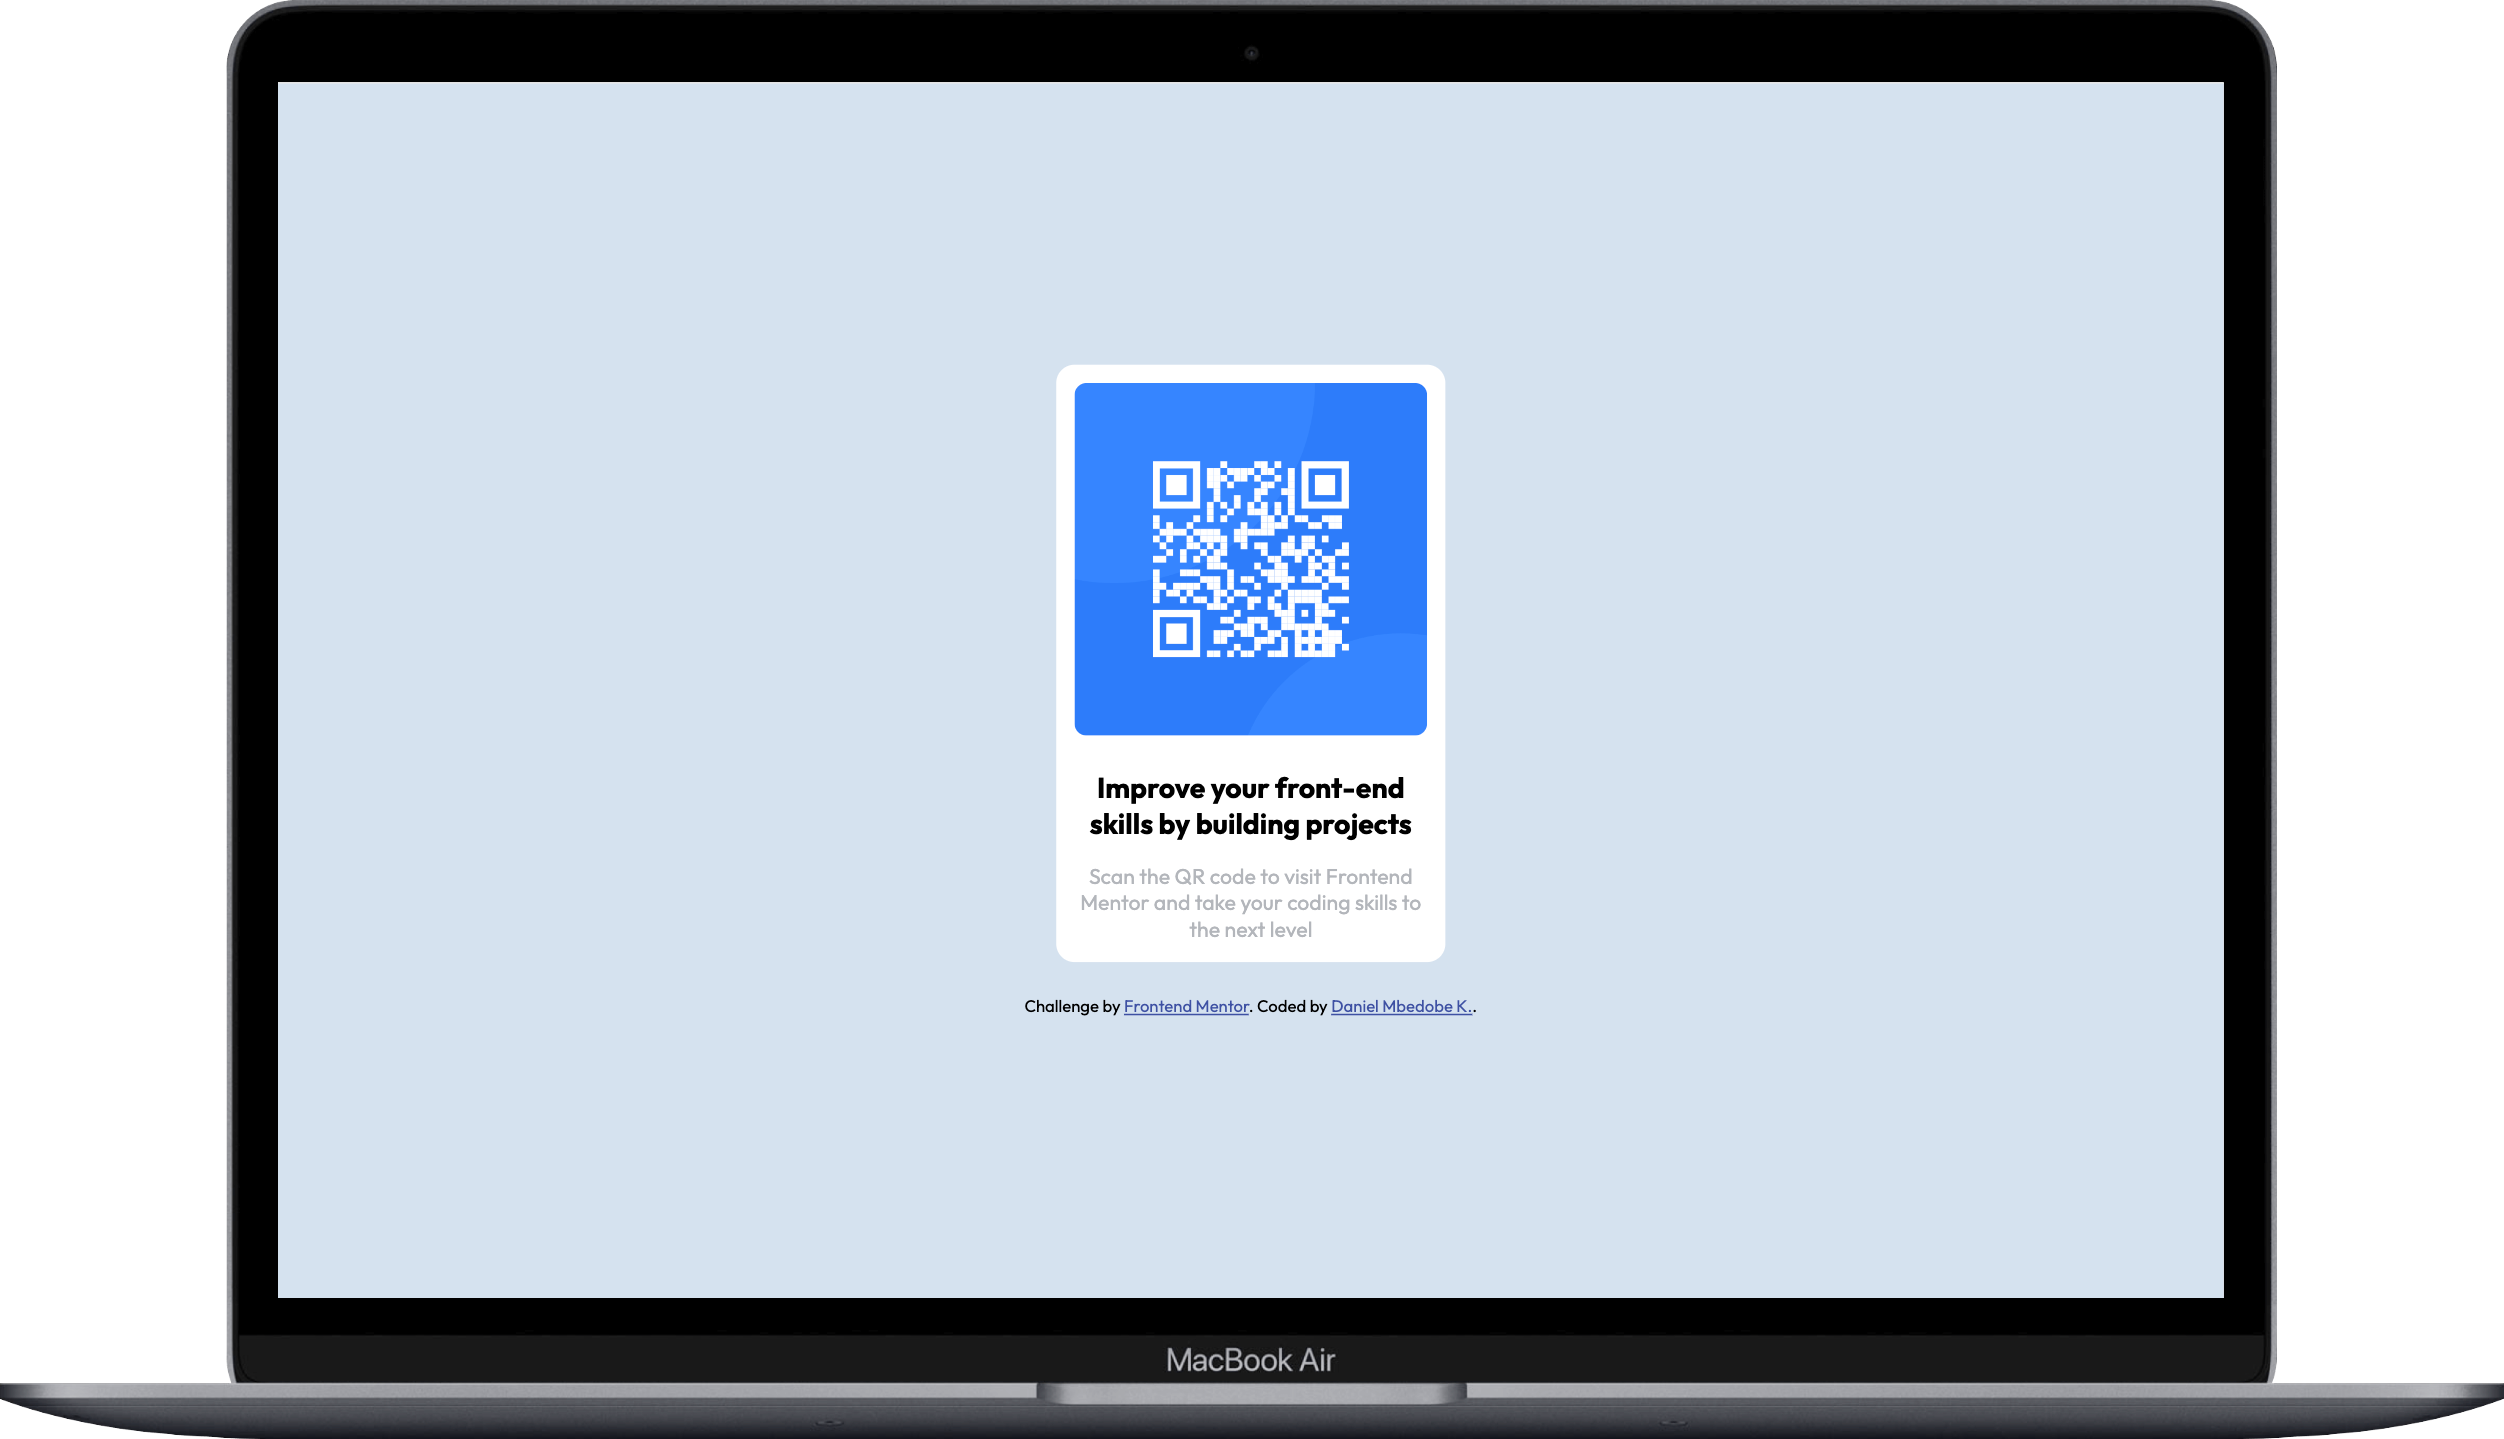 Improve your front-end
skills by building projects
Scan the QR code to visit Frontend
Mentor and take your coding skills to
the next level
Challenge by Frontend Mentor. Coded by Daniel Mbedobe K..
MacBook Air